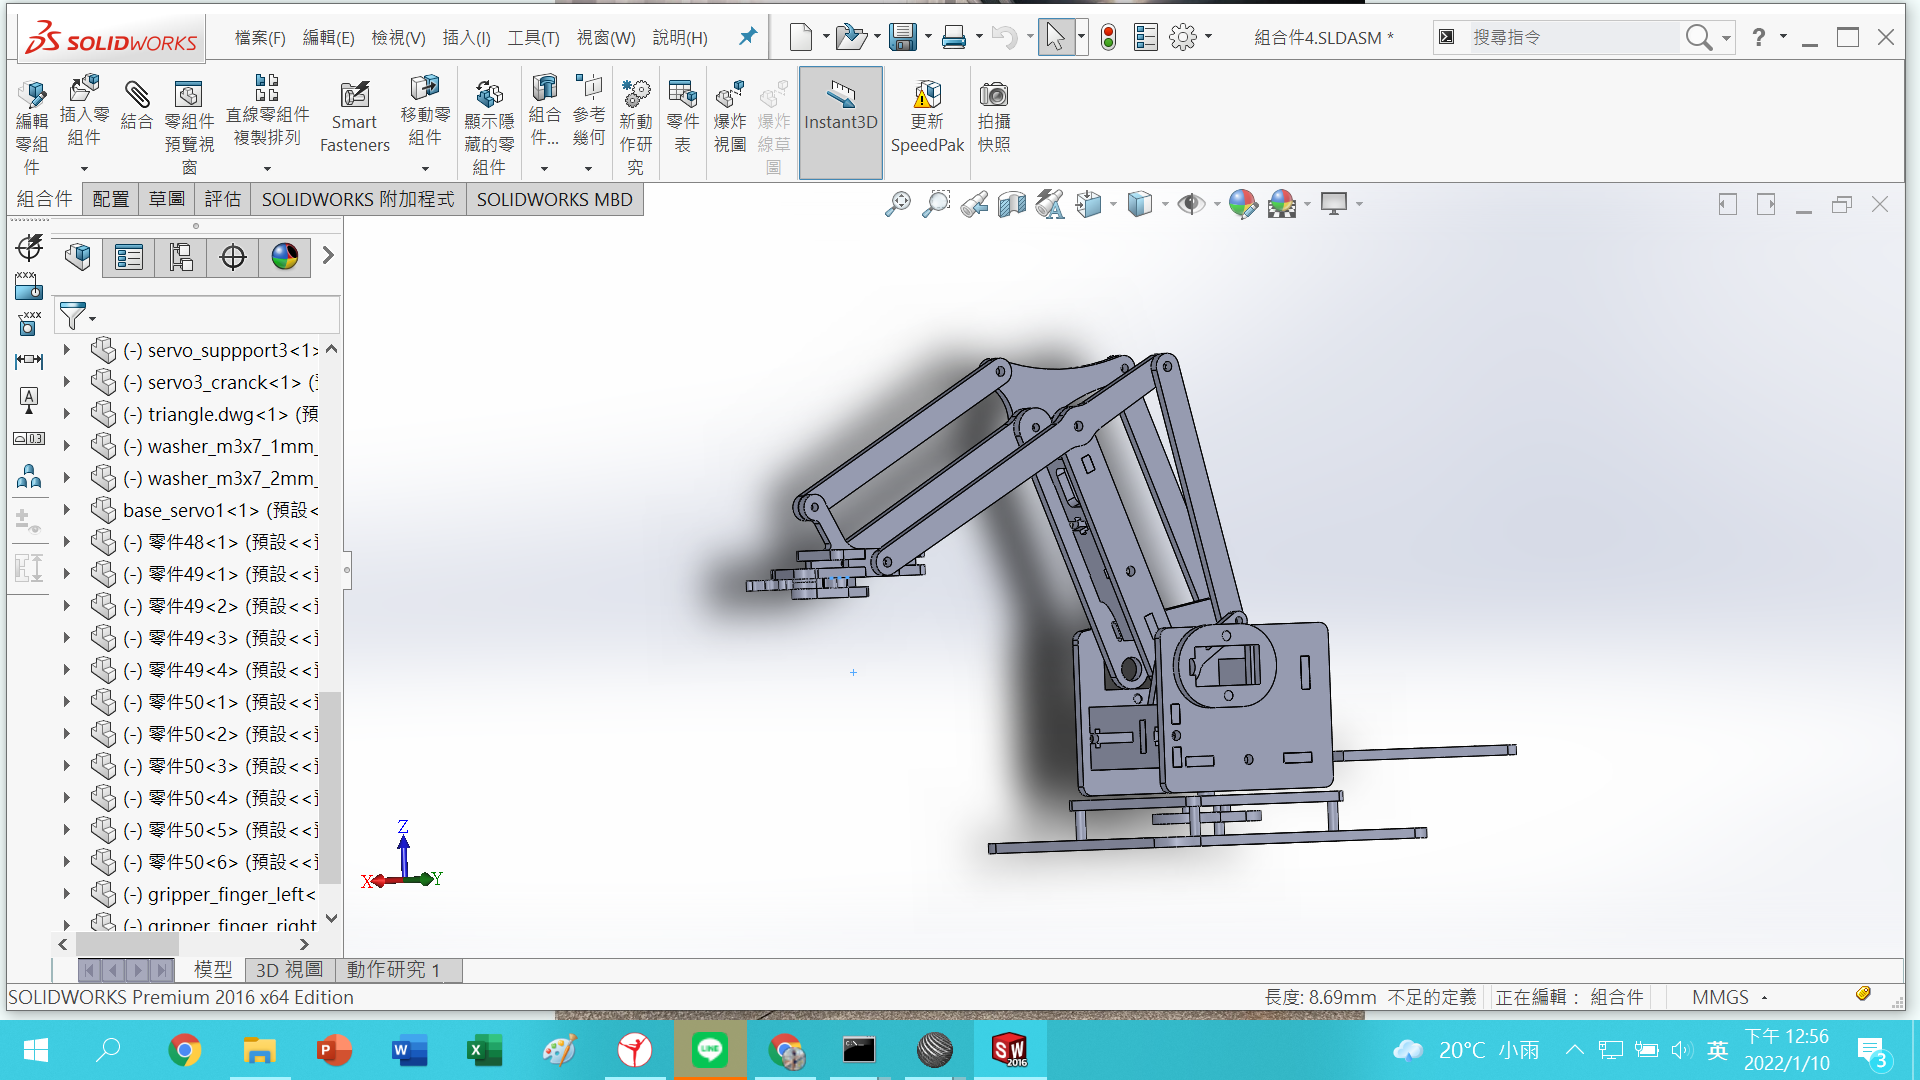 SOLIDWORKS
檔案(F) 編輯(E) 檢視(V) 插入(I) 工具(T) 視窗(W) 說明(H)
組合件4.SLDASM *
搜尋指令
?
編輯
零組
件
插入零
組件
結合
零組件
預覽視
窗
直線零組件
複製排列
Smart
Fasteners
移動零
組件
顯示隱
藏的零
組件
組合
件...
參考
幾何
新動
作研
究
零件
表
爆炸
視圖
爆炸
線草
圖
Instant3D
更新
SpeedPak
拍攝
快照
組合件 配置 草圖 評估 SOLIDWORKS 附加程式 SOLIDWORKS MBD
(-) servo_suppport3<1>
(-) servo3_cranck<1> (
(-) triangle.dwg<1> (預
(-) washer_m3x7_1mm_
(-) washer_m3x7_2mm_
base_servo1<1> (預設<
(-) 零件48<1> (預設<<
(-) 零件49<1> (預設<<
(-) 零件49<2> (預設<<
(-) 零件49<3> (預設<<
(-) 零件49<4> (預設<<
(-) 零件50<1> (預設<<
(-) 零件50<2> (預設<<
(-) 零件50<3> (預設<<
(-) 零件50<4> (預設<<
(-) 零件50<5> (預設<<
(-) 零件50<6> (預設<<
(-) gripper_finger_left<
(-) gripper_finger_right
Z
X
Y
模型 3D 視圖 動作研究 1
SOLIDWORKS Premium 2016 x64 Edition
長度: 8.69mm 不足的定義 正在編輯: 組合件 MMGS
20°C 小雨
英
下午 12:56
2022/1/10
3